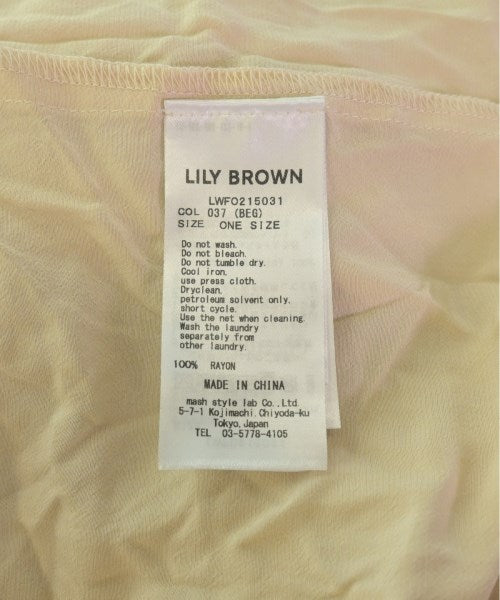 LILY BROWN
LWFO215031
COL 037 (BEG)
SIZE ONE SIZE
Do not wash.
Do not bleach.
Do not tumble dry.
Cool iron.
use press cloth.
Dryclean.
petroleum solvent only.
short cycle.
Use the net when cleaning.
Wash the laundry
separately from
other laundry.
100% RAYON
MADE IN CHINA
mash style lab Co.,Ltd.
5-7-1 Kojimachi.Chiyoda-ku
Tokyo,Japan
TEL 03-5778-4105